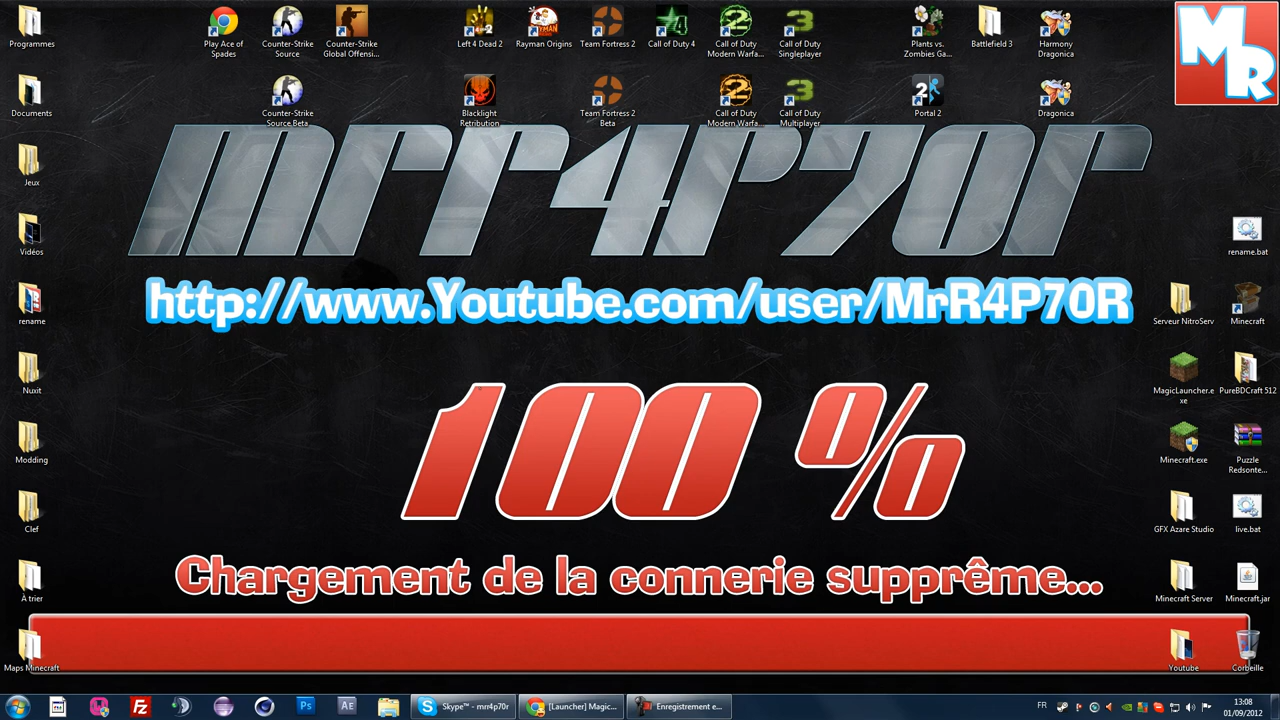 Programmes
Play Ace of Spades
Counter-Strike Source
Counter-Strike Global Offensi...
Left 4 Dead 2
Rayman Origins
Team Fortress 2
Call of Duty 4
Call of Duty Modern Warfa...
Call of Duty Singleplayer
Plants vs. Zombies Ga...
Battlefield 3
Harmony Dragonica
MR
Documents
Counter-Strike Source Beta
Blacklight Retribution
Team Fortress 2 Beta
Call of Duty Modern Warfa...
Call of Duty Multiplayer
Portal 2
Dragonica
mrr4p70r
Jeux
Vidéos
rename.bat
http://www.Youtube.com/user/MrR4P70R
rename
Serveur NitroServ
Minecraft
Nuxit
MagicLauncher.exe
PureBDCraft 512
100 %
Modding
Minecraft.exe
Puzzle Redsonte...
Clef
GFX Azare Studio
live.bat
Chargement de la connerie supprême...
À trier
Minecraft Server
Minecraft.jar
Maps Minecraft
Youtube
Corbeille
Skype™ - mrr4p70r
[Launcher] Magic...
Enregistrement e...
FR
13:08
01/09/2012